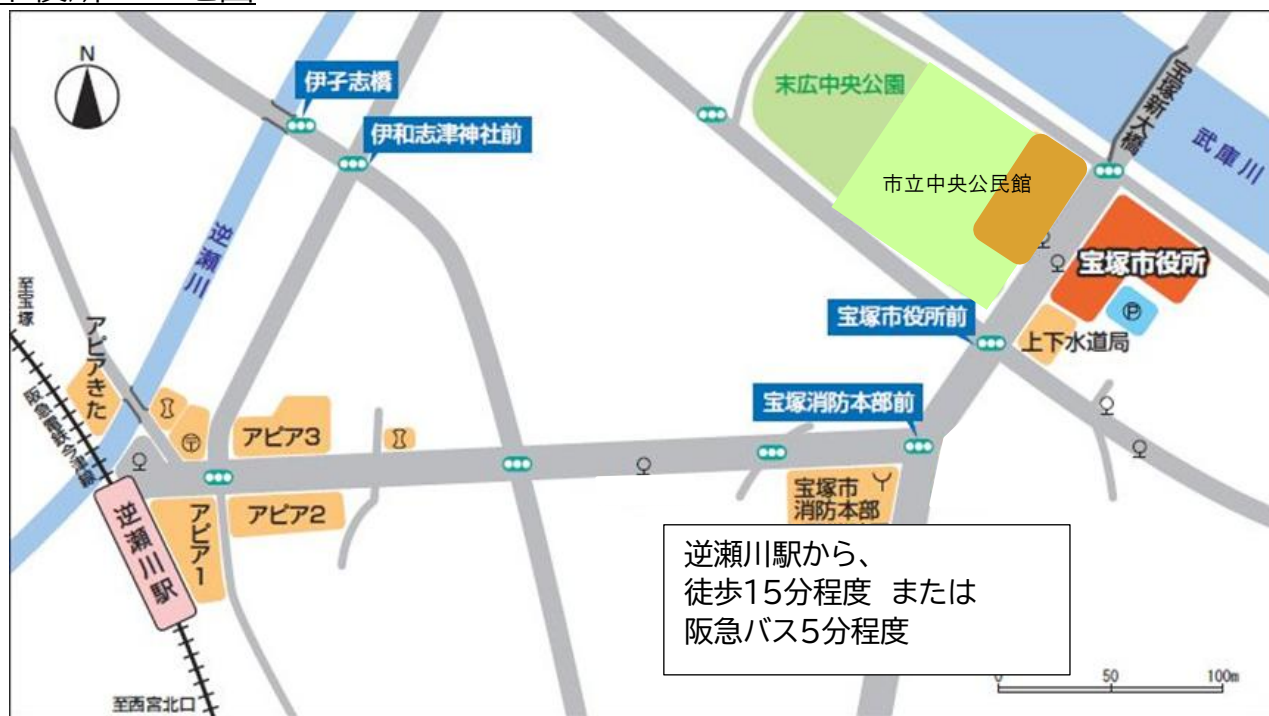 N
伊子志橋
伊和志津神社前
末広中央公園
宝塚新大橋
武庫川
市立中央公民館
逆瀬川
宝塚市役所
P
至宝塚
アピアきた
宝塚市役所前
上下水道局
阪急電鉄今津線
宝塚消防本部前
〒
アピア3
アピア2
アピア1
逆瀬川駅
宝塚市
消防本部
逆瀬川駅から、
徒歩15分程度 または
阪急バス5分程度
50
100m
至西宮北口